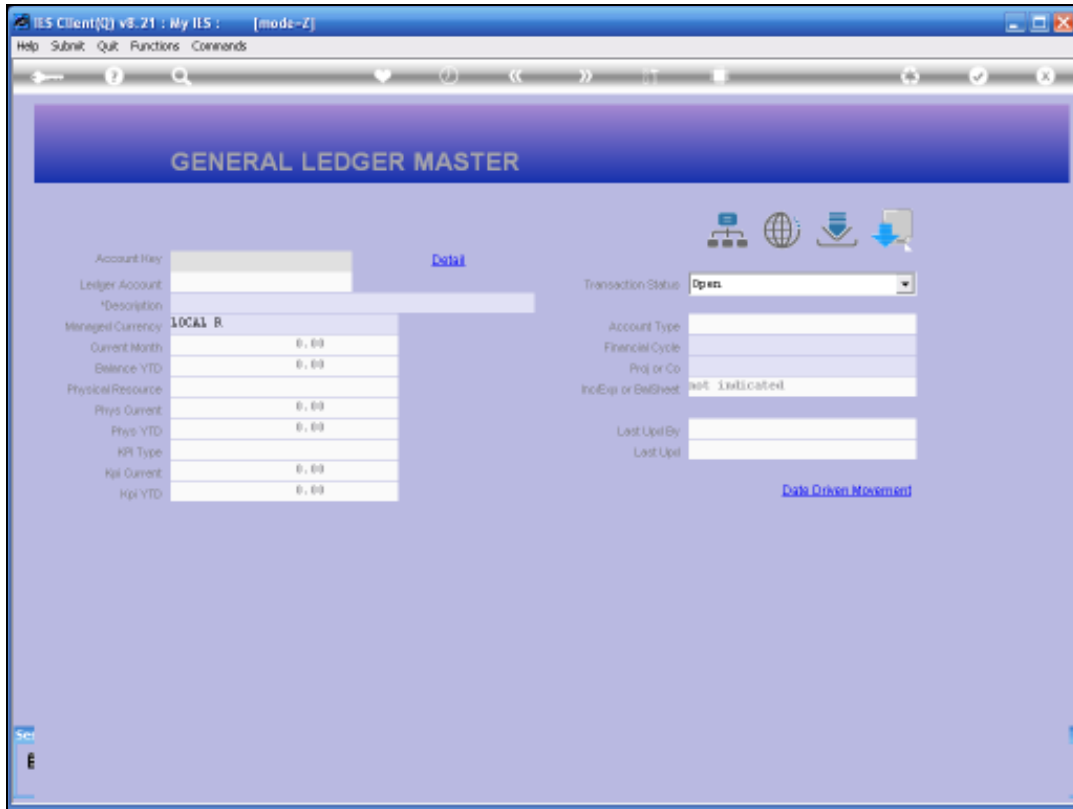 IES Client(Q) v8.21 : My IES : [mode=Z]
Help Submit Quit Functions Commands
GENERAL LEDGER MASTER
Account Key
Detail
Ledger Account
Transaction Status Open
*Description
Managed Currency LOCAL R
Account Type
Current Month 0.00
Financial Cycle
Balance YTD 0.00
Proj or Co
Physical Resource
Inc/Exp or BalSheet not indicated
Phys Current 0.00
Phys YTD 0.00
Last Upd By
KPI Type
Last Upd
Kpi Current 0.00
Kpi YTD 0.00
Date Driven Movement